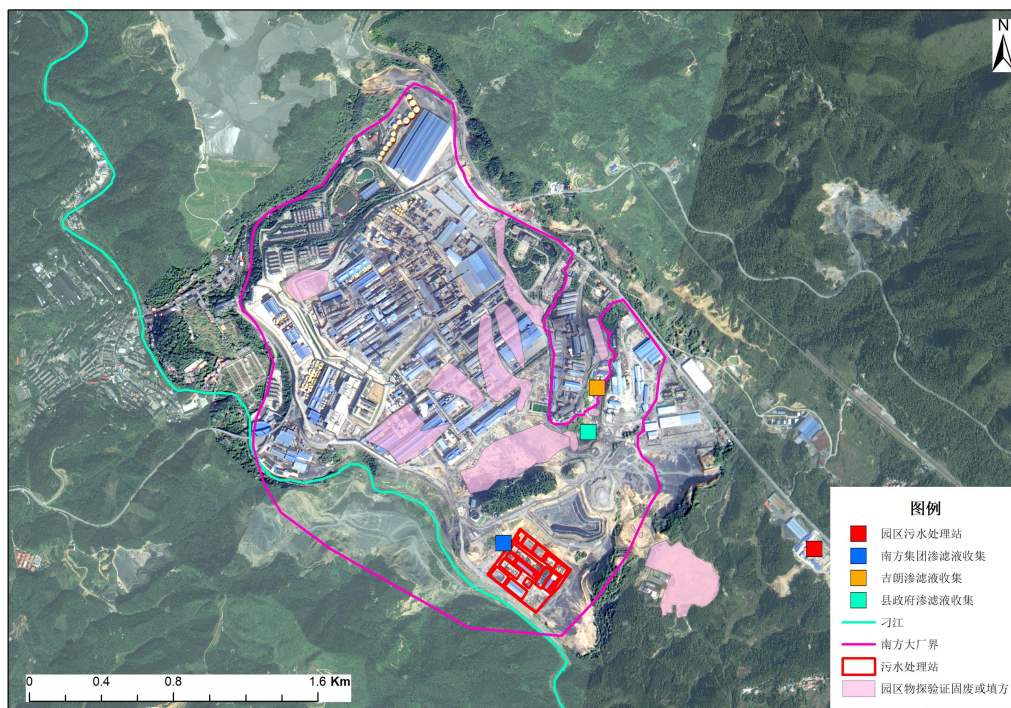 N
图例
园区污水处理站
南方集团渗滤液收集
吉朗渗滤液收集
县政府渗滤液收集
刁江
南方大厂界
污水处理站
园区物探验证固废或填方
0 0.4 0.8 1.6 Km